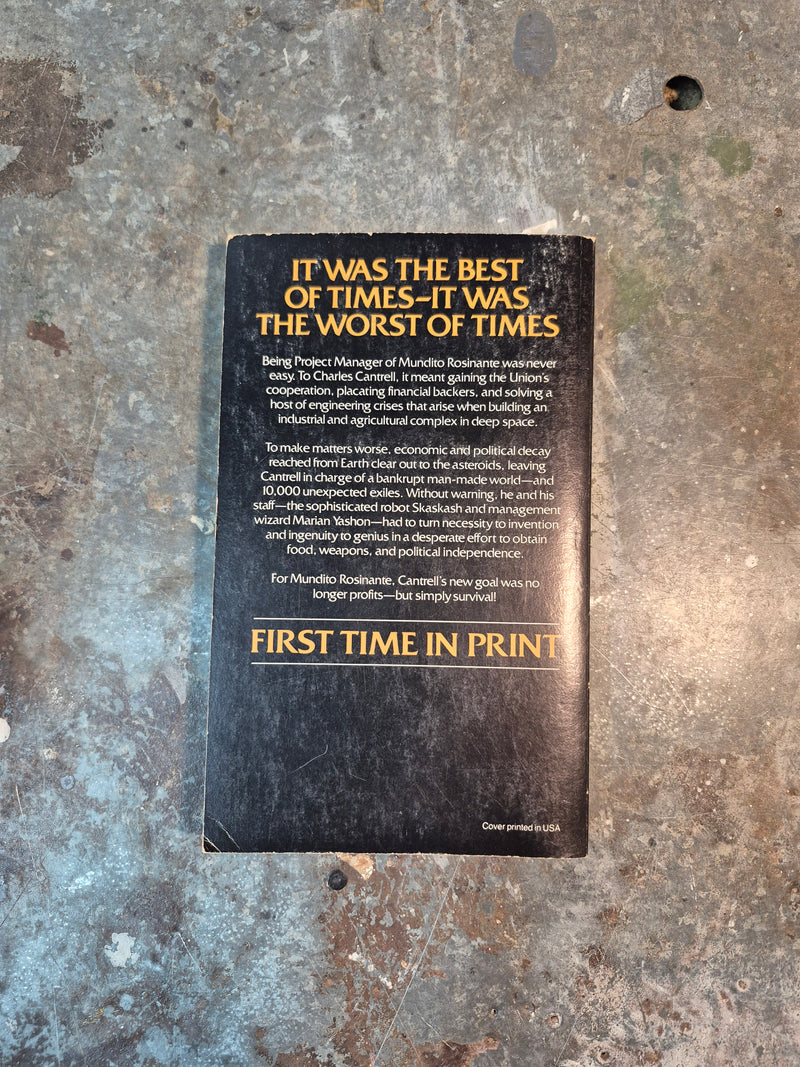 IT WAS THE BEST
OF TIMES–IT WAS
THE WORST OF TIMES
Being Project Manager of Mundito Rosinante was never
easy. To Charles Cantrell, it meant gaining the Union's
cooperation, placating financial backers, and solving a
host of engineering crises that arise when building an
industrial and agricultural complex in deep space.
To make matters worse, economic and political decay
reached from Earth clear out to the asteroids, leaving
Cantrell in charge of a bankrupt man-made world—and
10,000 unexpected exiles. Without warning, he and his
staff—the sophisticated robot Skaskash and management
wizard Marian Yashon—had to turn necessity to invention
and ingenuity to genius in a desperate effort to obtain
food, weapons, and political independence.
For Mundito Rosinante, Cantrell's new goal was no
longer profits—but simply survival!
FIRST TIME IN PRINT
Cover printed in USA